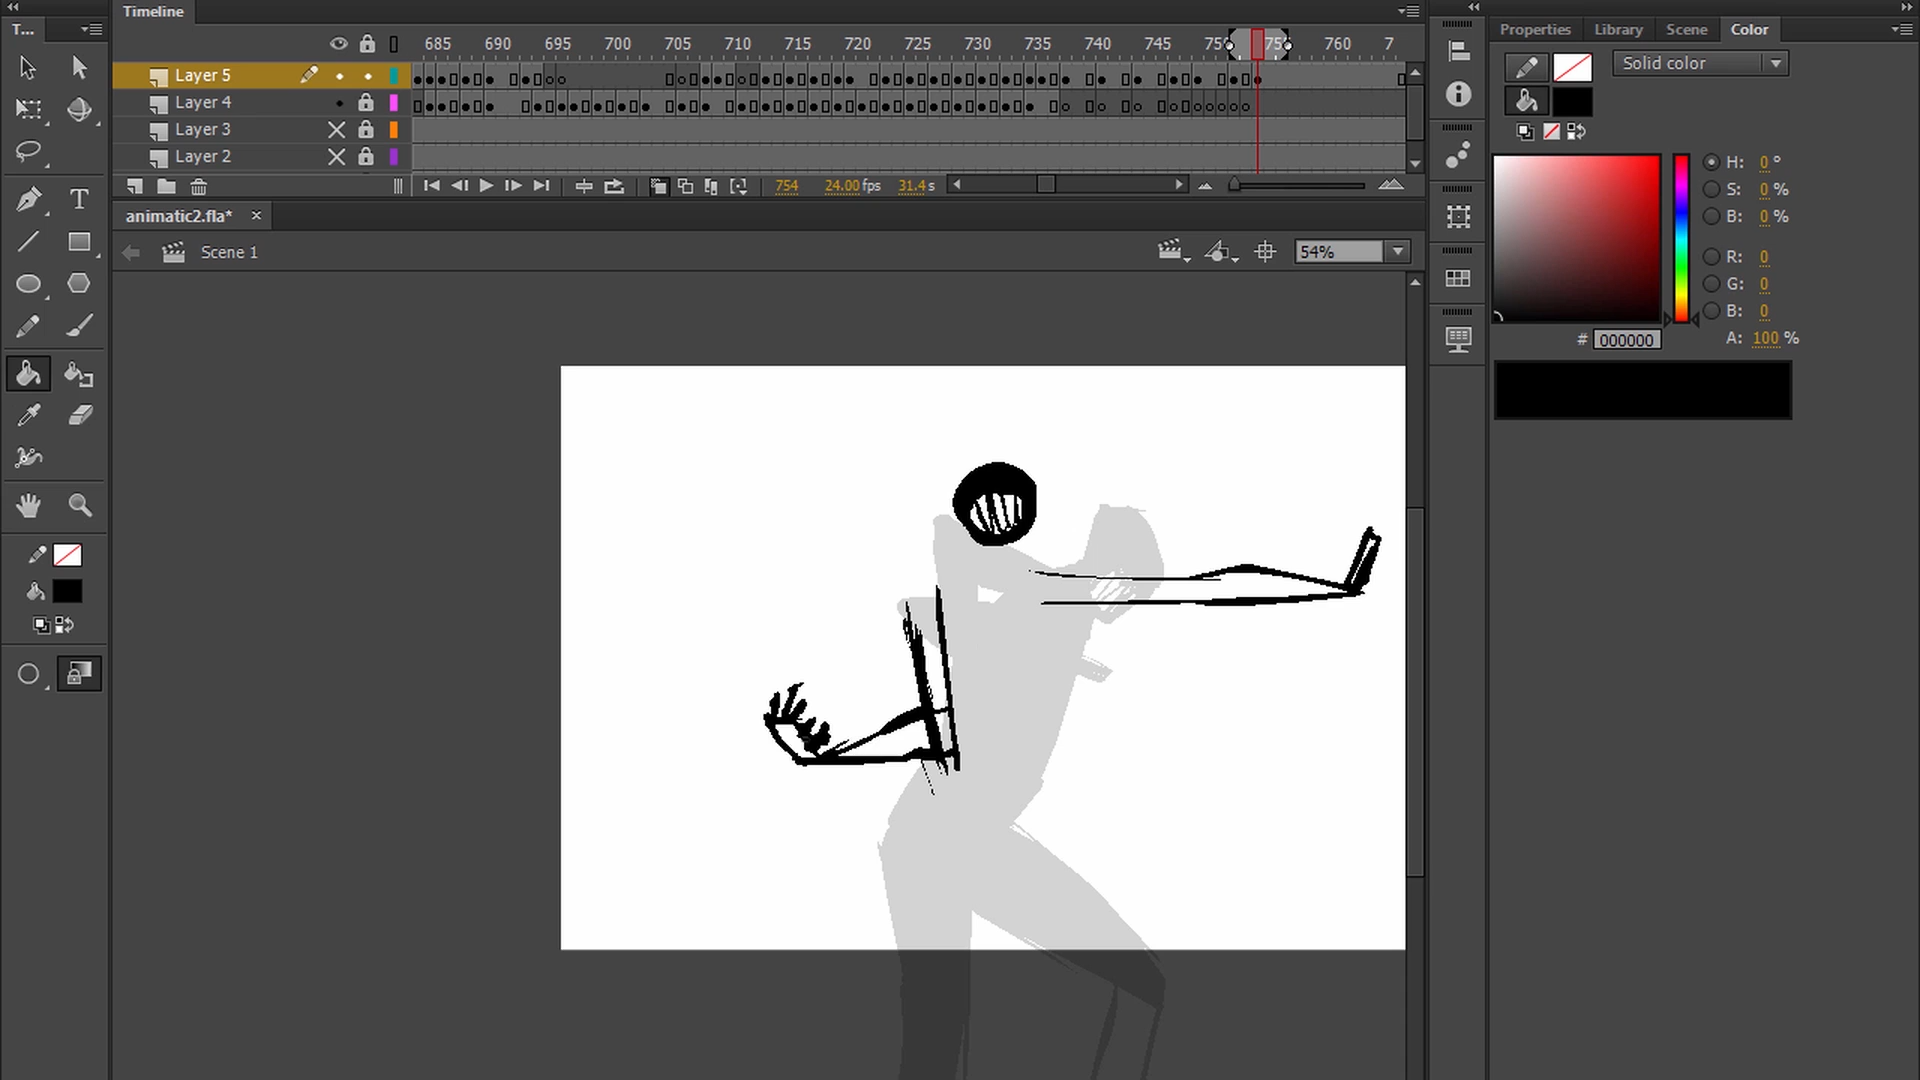 Timeline
T...
685 690 695 700 705 710 715 720 725 730 735 740 745 75 75 760 7
Layer 5
Layer 4
Layer 3
Layer 2
754 24.00 fps 31.4 s
animatic2.fla* ×
Scene 1
54%
Properties Library Scene Color
Solid color
H: 0 °
S: 0 %
B: 0 %
R: 0
G: 0
B: 0
# 000000 A: 100 %
T